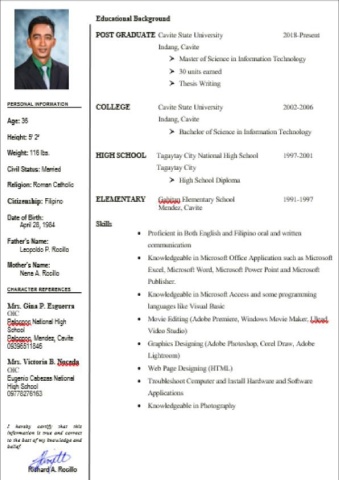 PERSONAL INFORMATION
Age: 36
Height: 5' 2"
Weight: 116 lbs.
Civil Status: Married
Religion: Roman Catholic
Citizenship: Filipino
Date of Birth:
April 28, 1984
Father's Name:
Leopoldo P. Rocillo
Mother's Name:
Nena A. Rocillo
CHARACTER REFERENCES
Mrs. Gina P. Esguerra
OIC
National High
School
Mendez, Cavite
09395811846
Mrs. Victoria B. Noceda
OIC
Eugenio Cabezas National
High School
09778276163
I hereby certify that this
information is true and correct
to the best of my knowledge and
belief
Richard A. Rocillo
Educational Background
POST GRADUATE Cavite State University 2018-Present
Indang, Cavite
➤ Master of Science in Information Technology
➤ 30 units earned
➤ Thesis Writing
COLLEGE Cavite State University 2002-2006
Indang, Cavite
➤ Bachelor of Science in Information Technology
HIGH SCHOOL Tagaytay City National High School 1997-2001
Tagaytay City
➤ High School Diploma
ELEMENTARY Elementary School 1991-1997
Mendez, Cavite
Skills
• Proficient in Both English and Filipino oral and written
communication
• Knowledgeable in Microsoft Office Application such as Microsoft
Excel, Microsoft Word, Microsoft Power Point and Microsoft
Publisher.
• Knowledgeable in Microsoft Access and some programming
languages like Visual Basic
• Movie Editing (Adobe Premiere, Windows Movie Maker, Ulead
Video Studio)
• Graphics Designing (Adobe Photoshop, Corel Draw, Adobe
Lightroom)
• Web Page Designing (HTML)
• Troubleshoot Computer and Install Hardware and Software
Applications
• Knowledgeable in Photography